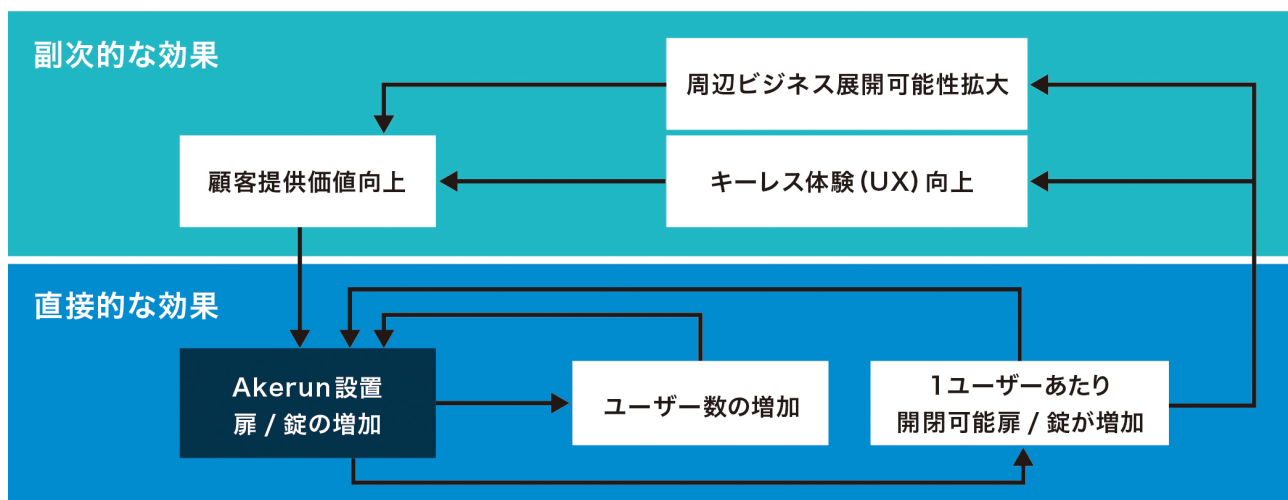 副次的な効果
周辺ビジネス展開可能性拡大
顧客提供価値向上
キーレス体験(UX)向上
直接的な効果
Akerun設置
扉 / 錠の増加
ユーザー数の増加
1ユーザーあたり
開閉可能扉 / 錠が増加